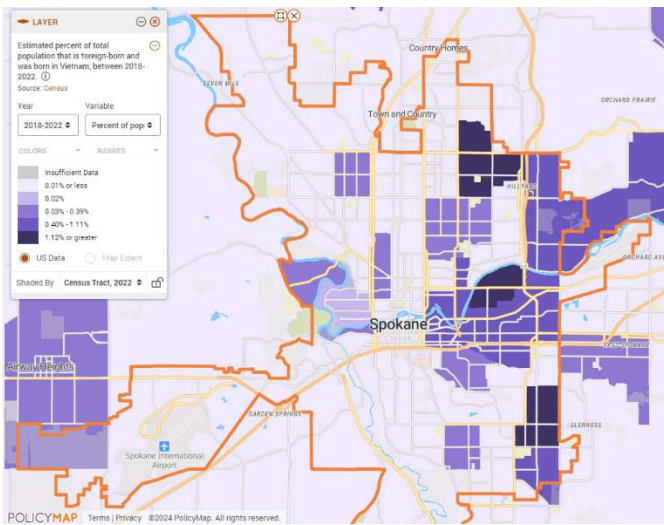 LAYER
Estimated percent of total
population that is foreign-born and
was born in Vietnam, between 2018-
2022.
Source: Census
Year
Variable
2018-2022
Percent of pop
COLORS
RANGES
Insufficient Data
0.01% or less
0.02%
0.03% - 0.39%
0.40% - 1.11%
1.12% or greater
US Data
Map Extent
Shaded By
Census Tract, 2022
Country Homes
SEVEN MILE
ORCHARD PRAIRIE
Town and Country
HILLYARD
ORCHARD AVE
Spokane
Airway Heights
GARDEN SPRINGS
GLENROSE
Spokane International
Airport
POLICYMAP
Terms | Privacy ©2024 PolicyMap. All rights reserved.